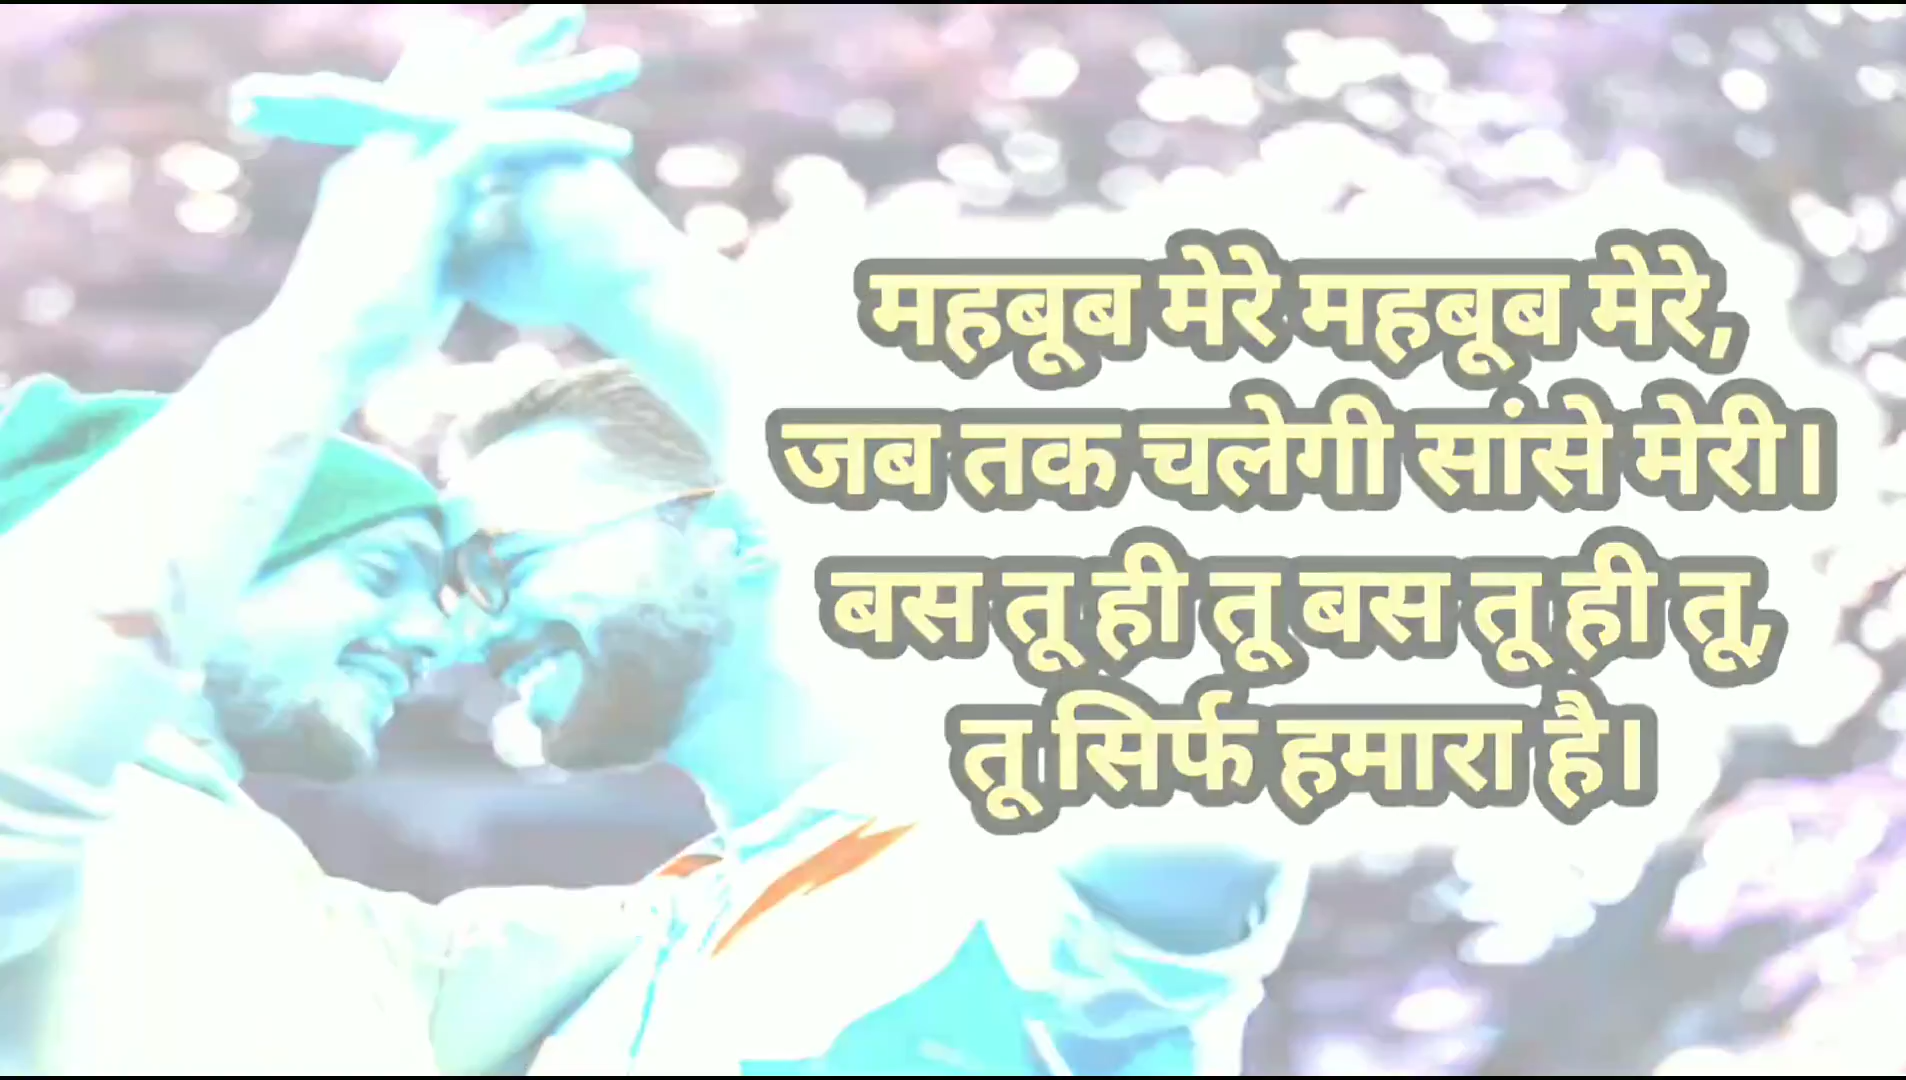 महबूब मेरे महबूब मेरे,
जब तक चलेगी सांसे मेरी।
बस तू ही तू बस तू ही तू,
तू सिर्फ हमारा है।